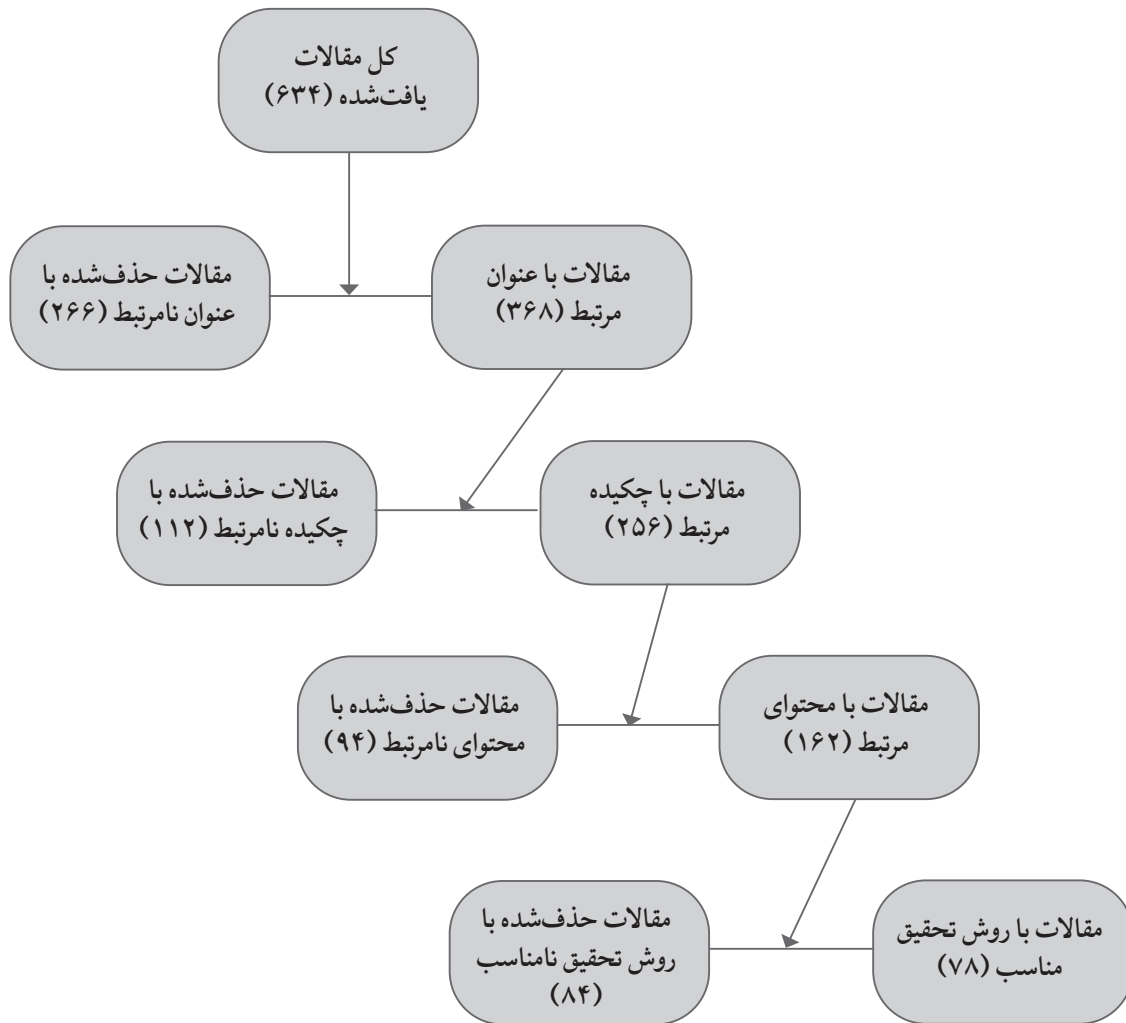 کل مقالات
یافت‌شده (۶۳۴)
مقالات با عنوان
مرتبط (۳۶۸)
مقالات حذف‌شده با
عنوان نامرتبط (۲۶۶)
مقالات با چکیده
مرتبط (۲۵۶)
مقالات حذف‌شده با
چکیده نامرتبط (۱۱۲)
مقالات با محتوای
مرتبط (۱۶۲)
مقالات حذف‌شده با
محتوای نامرتبط (۹۴)
مقالات با روش تحقیق
مناسب (۷۸)
مقالات حذف‌شده با
روش تحقیق نامناسب
(۸۴)